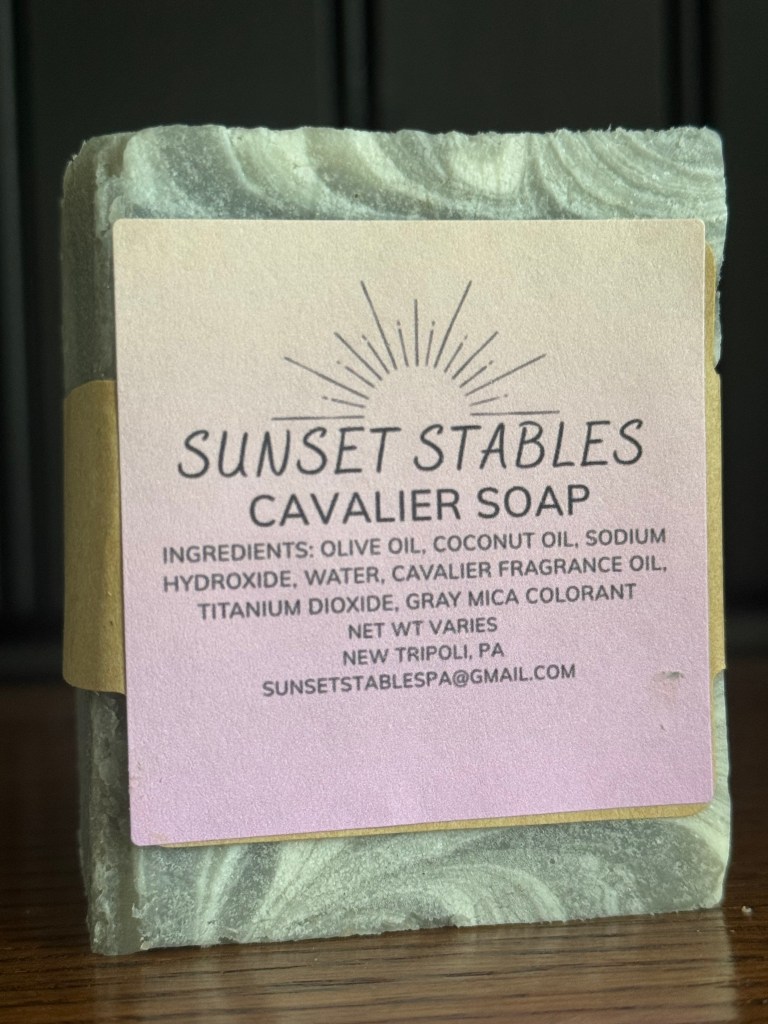 SUNSET STABLES
CAVALIER SOAP
INGREDIENTS: OLIVE OIL, COCONUT OIL, SODIUM
HYDROXIDE, WATER, CAVALIER FRAGRANCE OIL,
TITANIUM DIOXIDE, GRAY MICA COLORANT
NET WT VARIES
NEW TRIPOLI, PA
SUNSETSTABLESPA@GMAIL.COM